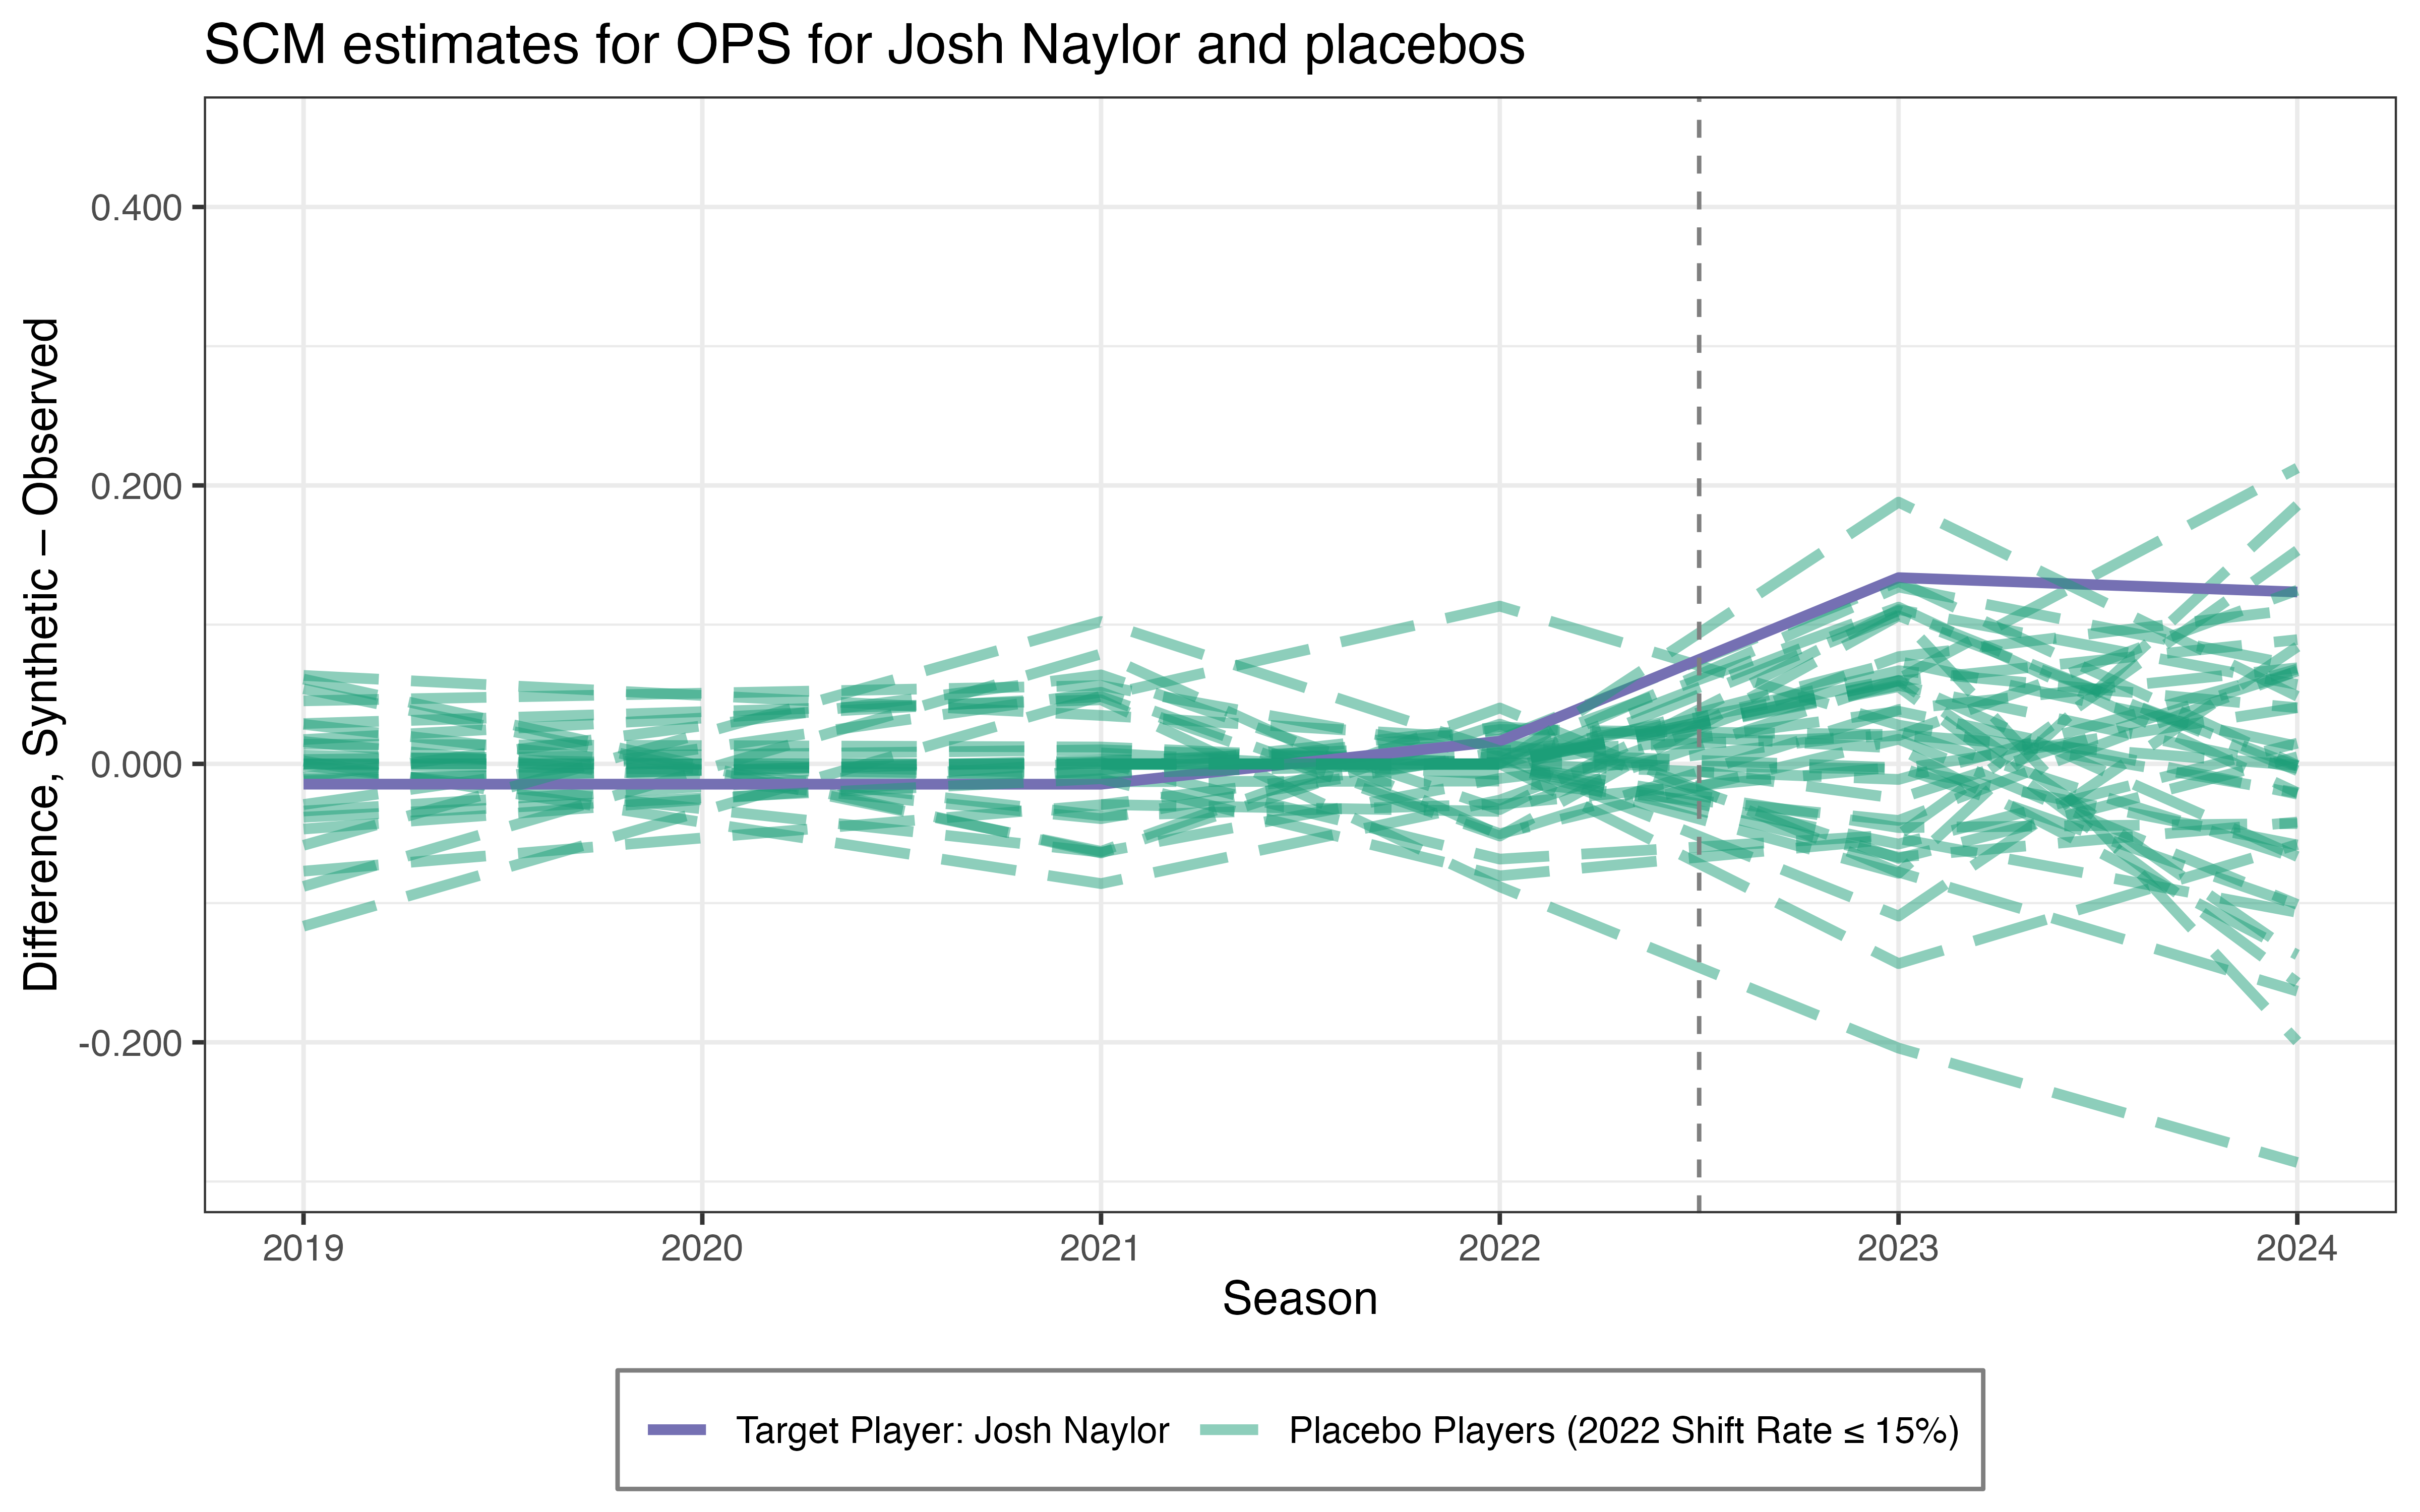 SCM estimates for OPS for Josh Naylor and placebos
Difference, Synthetic − Observed
0.400
0.200
0.000
-0.200
2019 2020 2021 2022 2023 2024
Season
Target Player: Josh Naylor Placebo Players (2022 Shift Rate ≤ 15%)